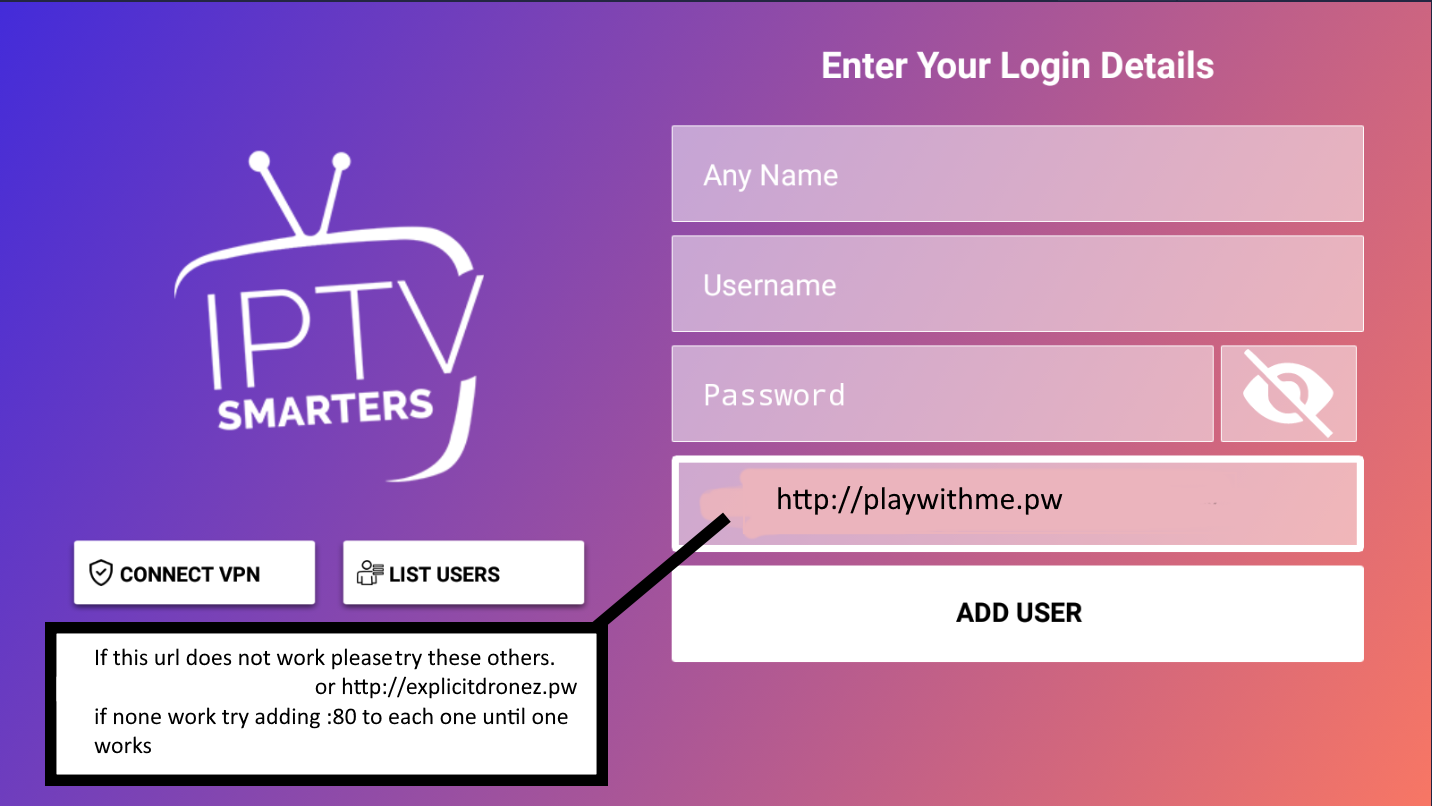 Enter Your Login Details
Any Name
Username
Password
http://playwithme.pw
ADD USER
IPTV
SMARTERS
CONNECT VPN
LIST USERS
If this url does not work please try these others.
or http://explicitdronez.pw
if none work try adding :80 to each one until one
works